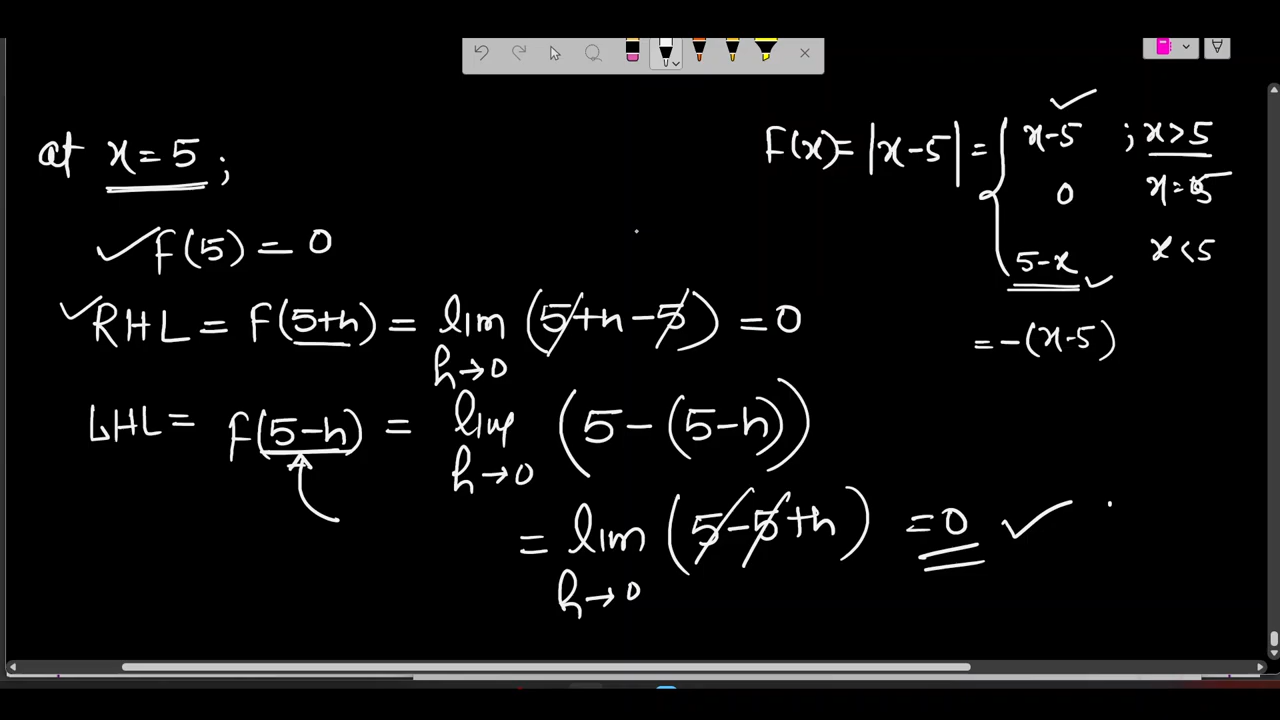 at x = 5 ;
F(x) = |x-5| = { x-5 ; x>5
0 x=5
5-x x<5
= -(x-5)
✓ F(5) = 0
✓ RHL = F(5+h) = lim h→0 (5+h-5) = 0
LHL = F(5-h) = lim h→0 (5-(5-h))
= lim h→0 (5-5+h) = 0 ✓